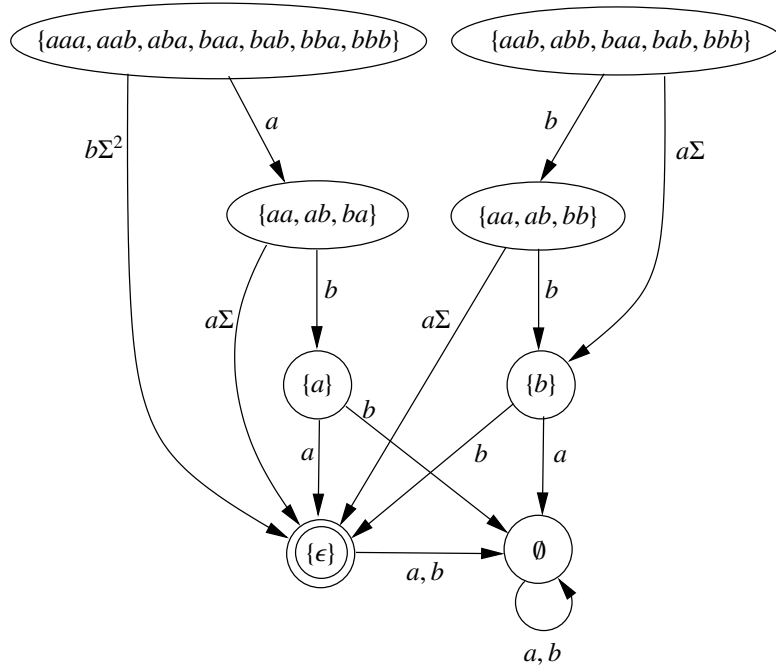 {aaa, aab, aba, baa, bab, bba, bbb}
{aab, abb, baa, bab, bbb}
a
b
bΣ²
aΣ
{aa, ab, ba}
{aa, ab, bb}
b
b
aΣ
aΣ
{a}
{b}
b
a
b
a
{ϵ}
∅
a, b
a, b